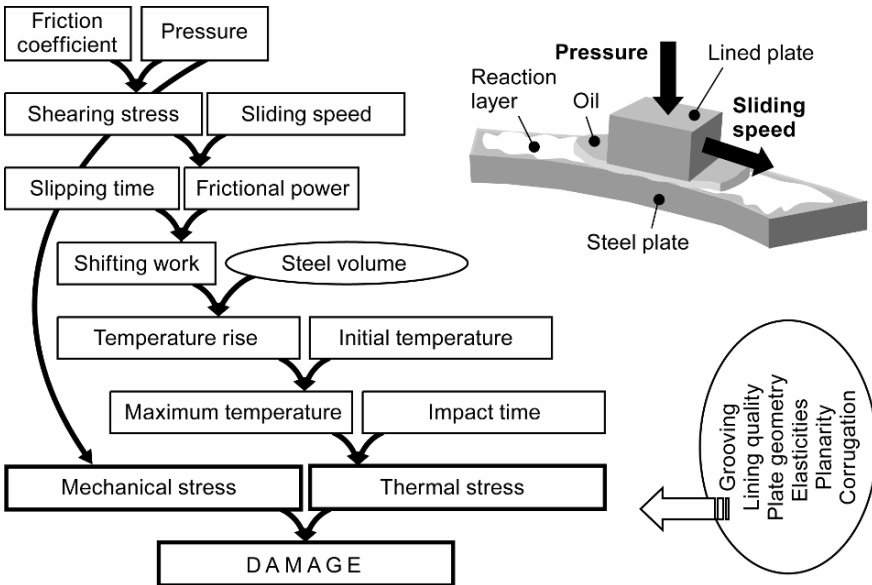 Friction
coefficient
Pressure
Shearing stress
Sliding speed
Slipping time
Frictional power
Shifting work
Steel volume
Temperature rise
Initial temperature
Maximum temperature
Impact time
Mechanical stress
Thermal stress
DAMAGE
Pressure
Lined plate
Reaction
layer
Oil
Sliding
speed
Steel plate
Grooving
Lining quality
Plate geometry
Elasticities
Planarity
Corrugation